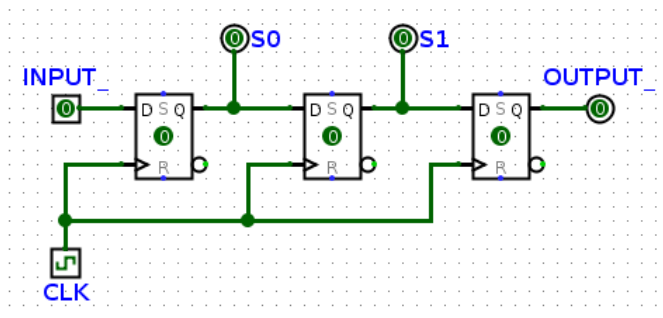 S0 S1
INPUT_ OUTPUT_
0 0 0 0
D S Q D S Q D S Q
0 0 0
R R R
CLK